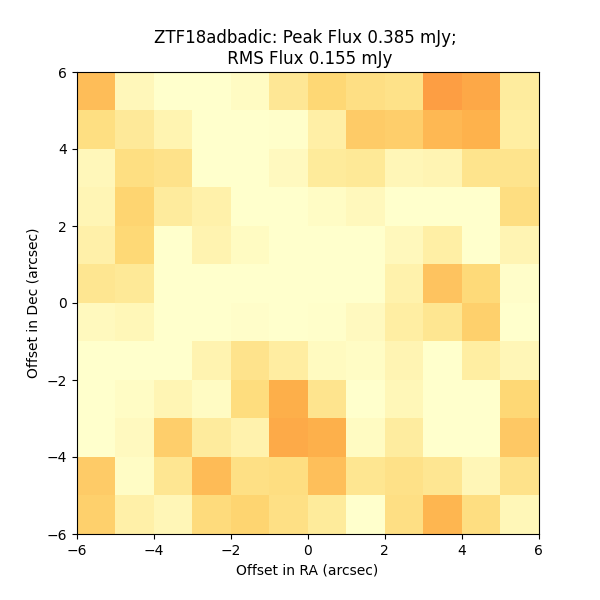 ZTF18adbadic: Peak Flux 0.385 mJy;
RMS Flux 0.155 mJy
6
4
2
0
−2
−4
−6
Offset in Dec (arcsec)
−6 −4 −2 0 2 4 6
Offset in RA (arcsec)